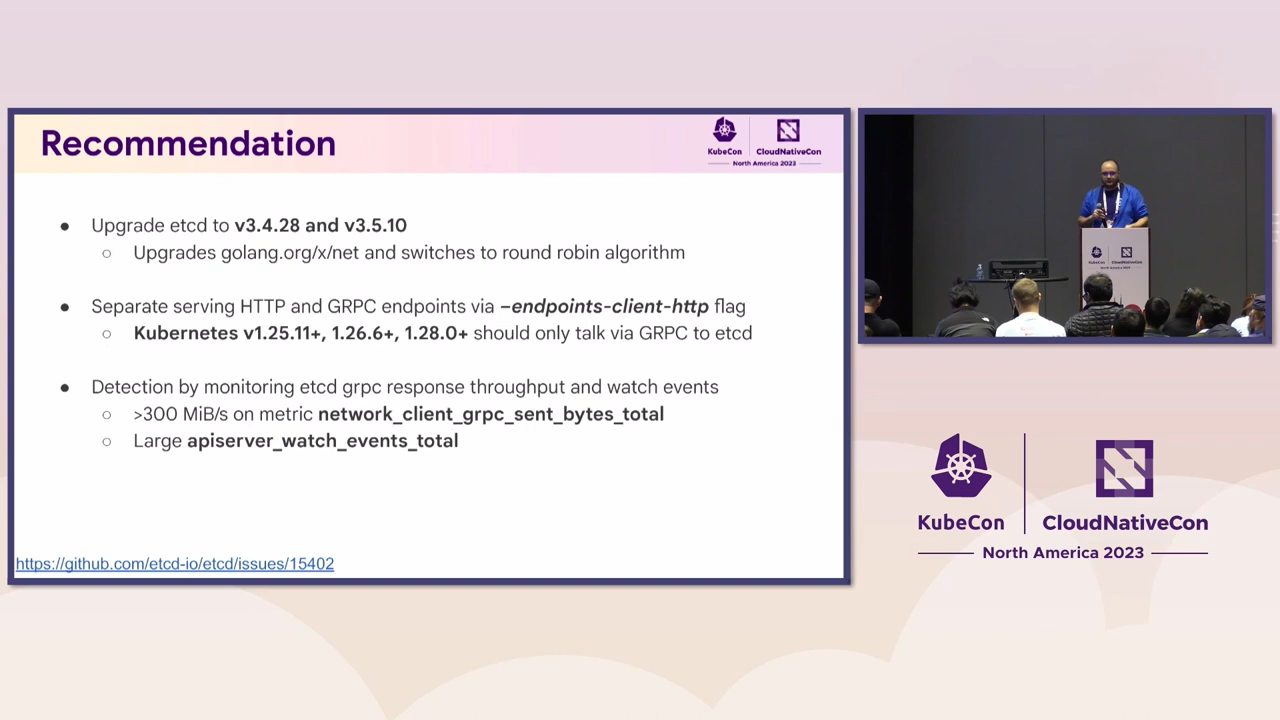 Recommendation
KubeCon
CloudNativeCon
North America 2023
● Upgrade etcd to v3.4.28 and v3.5.10
○ Upgrades golang.org/x/net and switches to round robin algorithm
● Separate serving HTTP and GRPC endpoints via –endpoints-client-http flag
○ Kubernetes v1.25.11+, 1.26.6+, 1.28.0+ should only talk via GRPC to etcd
● Detection by monitoring etcd grpc response throughput and watch events
○ >300 MiB/s on metric network_client_grpc_sent_bytes_total
○ Large apiserver_watch_events_total
https://github.com/etcd-io/etcd/issues/15402
KubeCon
CloudNativeCon
KubeCon
CloudNativeCon
North America 2023